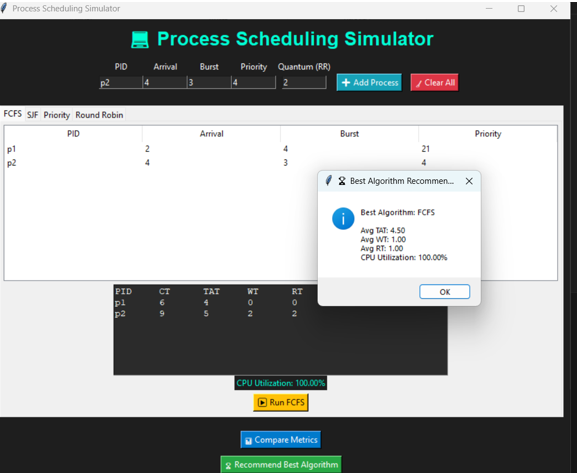 Process Scheduling Simulator
Process Scheduling Simulator
PID Arrival Burst Priority Quantum (RR)
p2 4 3 4 2 Add Process Clear All
FCFS SJF Priority Round Robin
PID Arrival Burst Priority
p1 2 4 21
p2 4 3 4
Best Algorithm Recommen...
Best Algorithm: FCFS
Avg TAT: 4.50
Avg WT: 1.00
Avg RT: 1.00
CPU Utilization: 100.00%
OK
PID CT TAT WT RT
p1 6 4 0 0
p2 9 5 2 2
CPU Utilization: 100.00%
Run FCFS
Compare Metrics
Recommend Best Algorithm